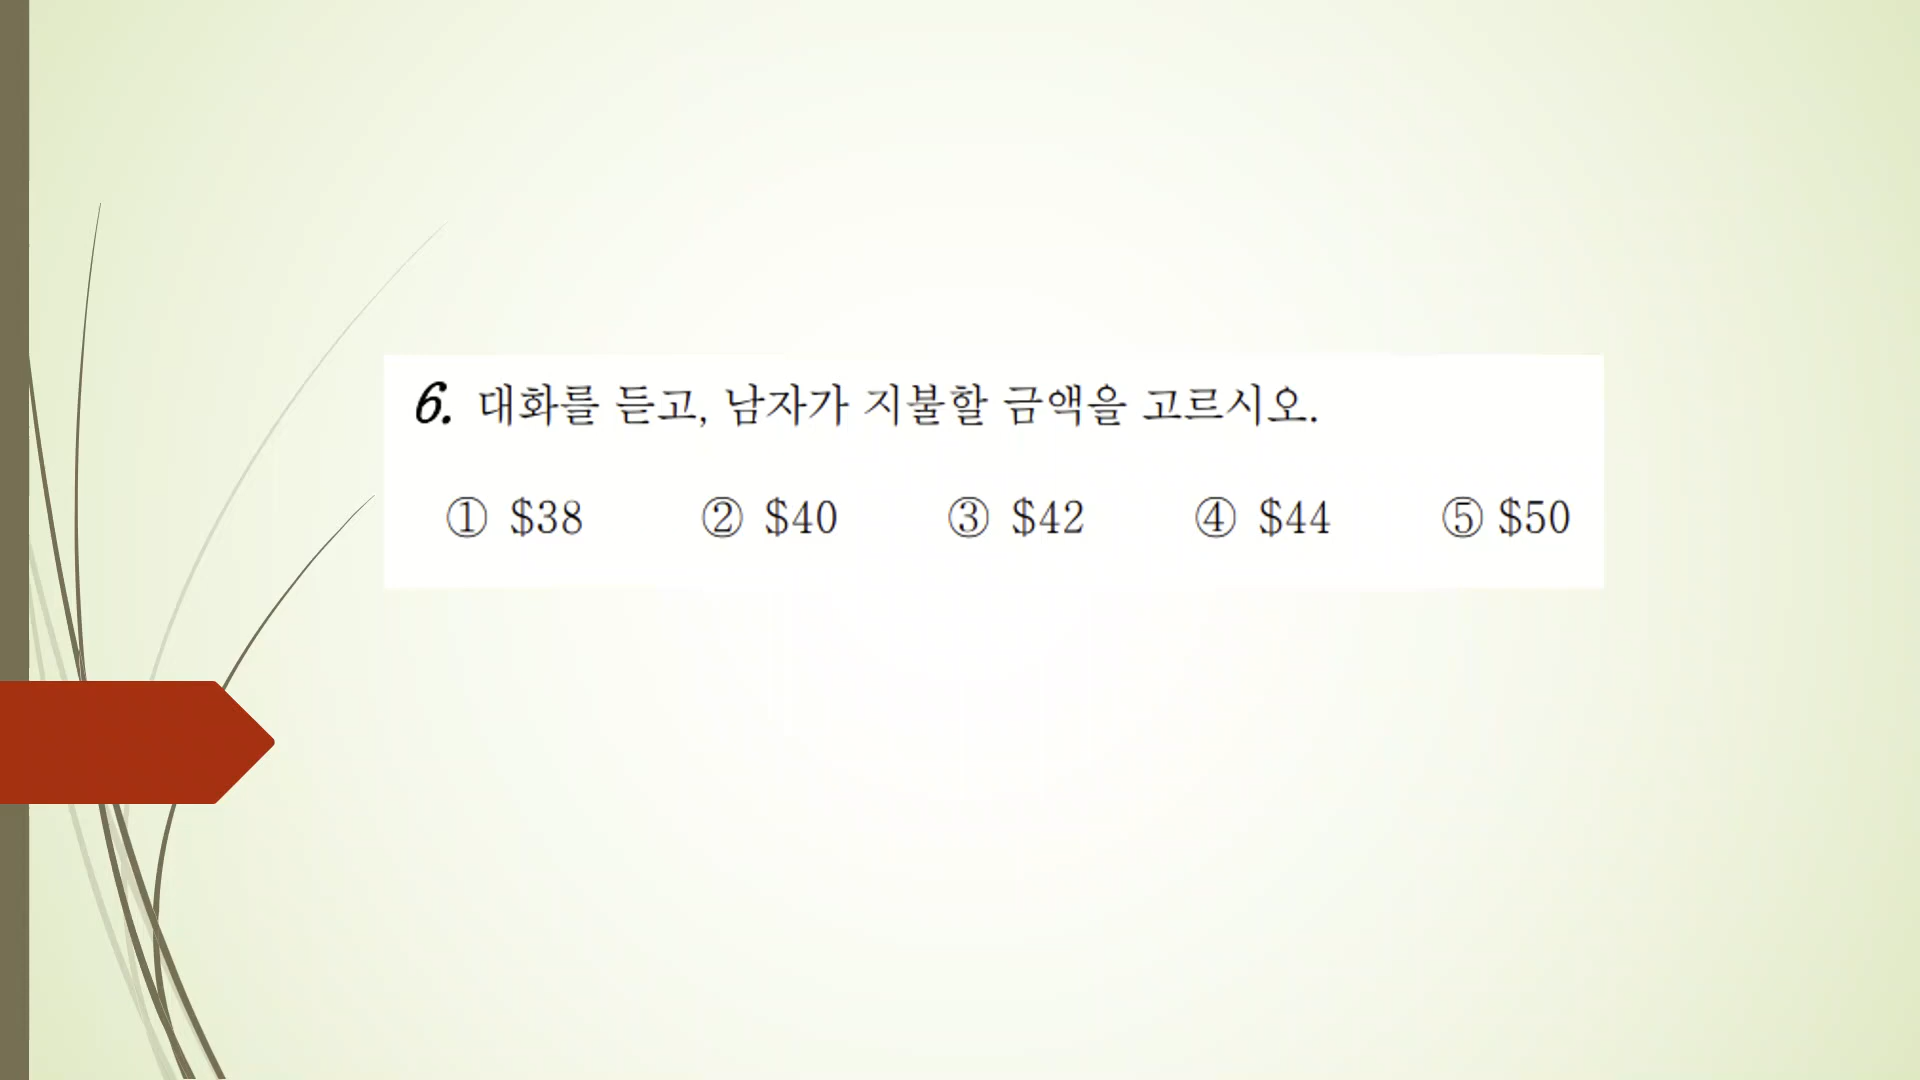 6. 대화를 듣고, 남자가 지불할 금액을 고르시오.
① $38 ② $40 ③ $42 ④ $44 ⑤ $50